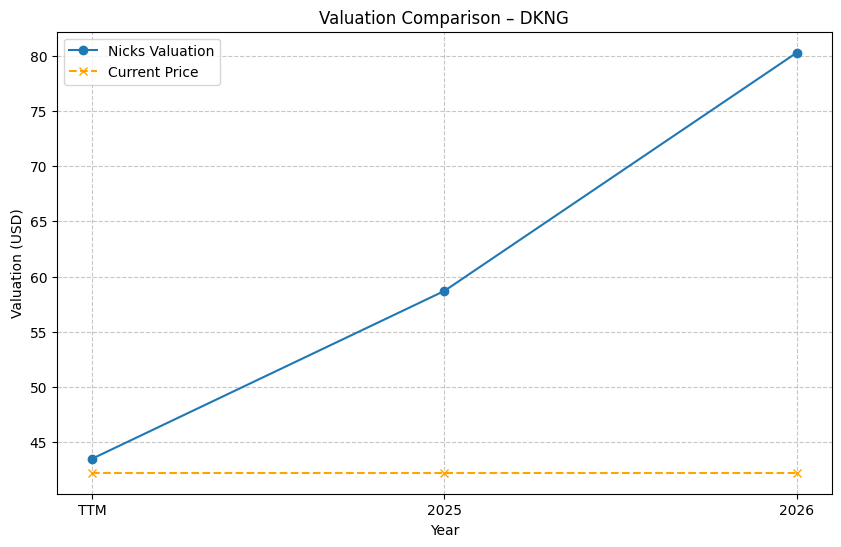 Valuation Comparison – DKNG
Nicks Valuation
Current Price
Valuation (USD)
80
75
70
65
60
55
50
45
TTM
2025
2026
Year